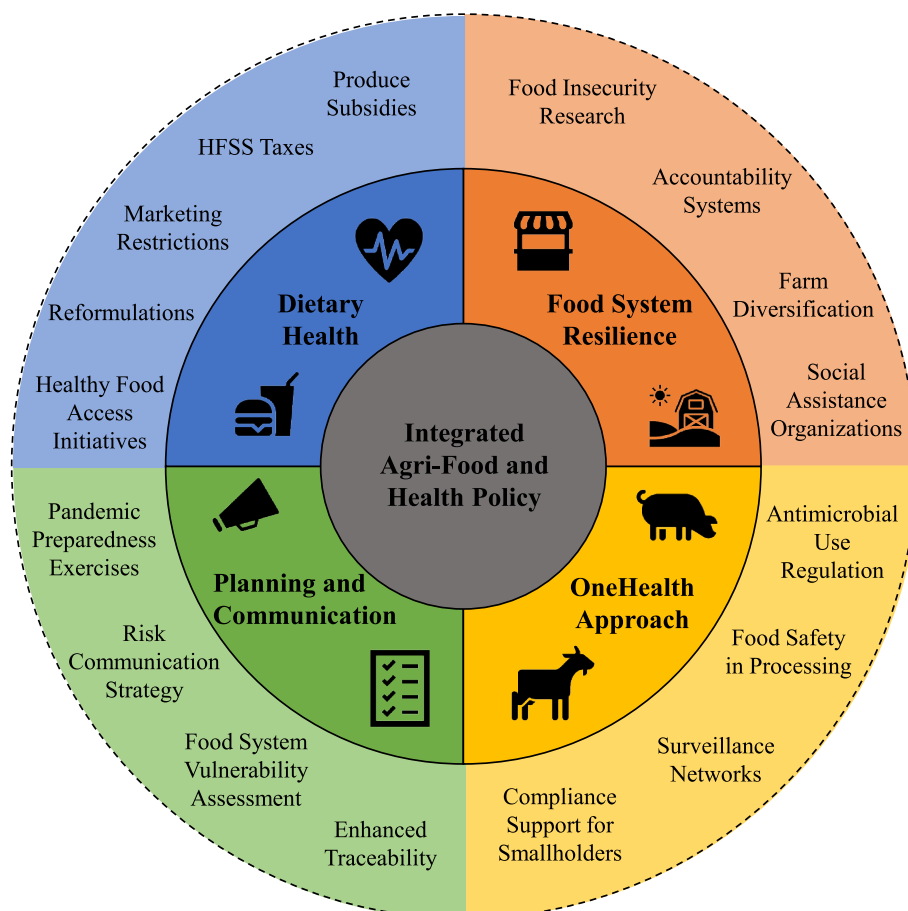 Produce
Subsidies
HFSS Taxes
Marketing
Restrictions
Reformulations
Healthy Food
Access
Initiatives
Food Insecurity
Research
Accountability
Systems
Farm
Diversification
Social
Assistance
Organizations
Dietary
Health
Food System
Resilience
Integrated
Agri-Food and
Health Policy
Planning and
Communication
OneHealth
Approach
Pandemic
Preparedness
Exercises
Risk
Communication
Strategy
Food System
Vulnerability
Assessment
Enhanced
Traceability
Antimicrobial
Use
Regulation
Food Safety
in Processing
Surveillance
Networks
Compliance
Support for
Smallholders